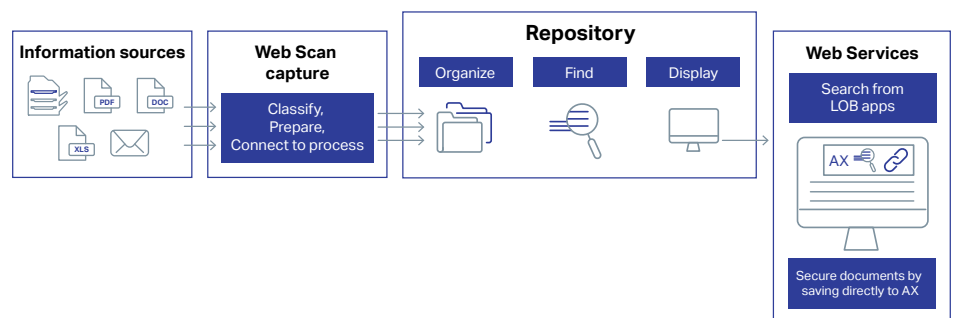 Information sources
PDF
DOC
XLS
Web Scan
capture
Classify,
Prepare,
Connect to process
Repository
Organize
Find
Display
Web Services
Search from
LOB apps
AX
Secure documents by
saving directly to AX